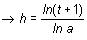 → h = ln(t + 1) / ln a